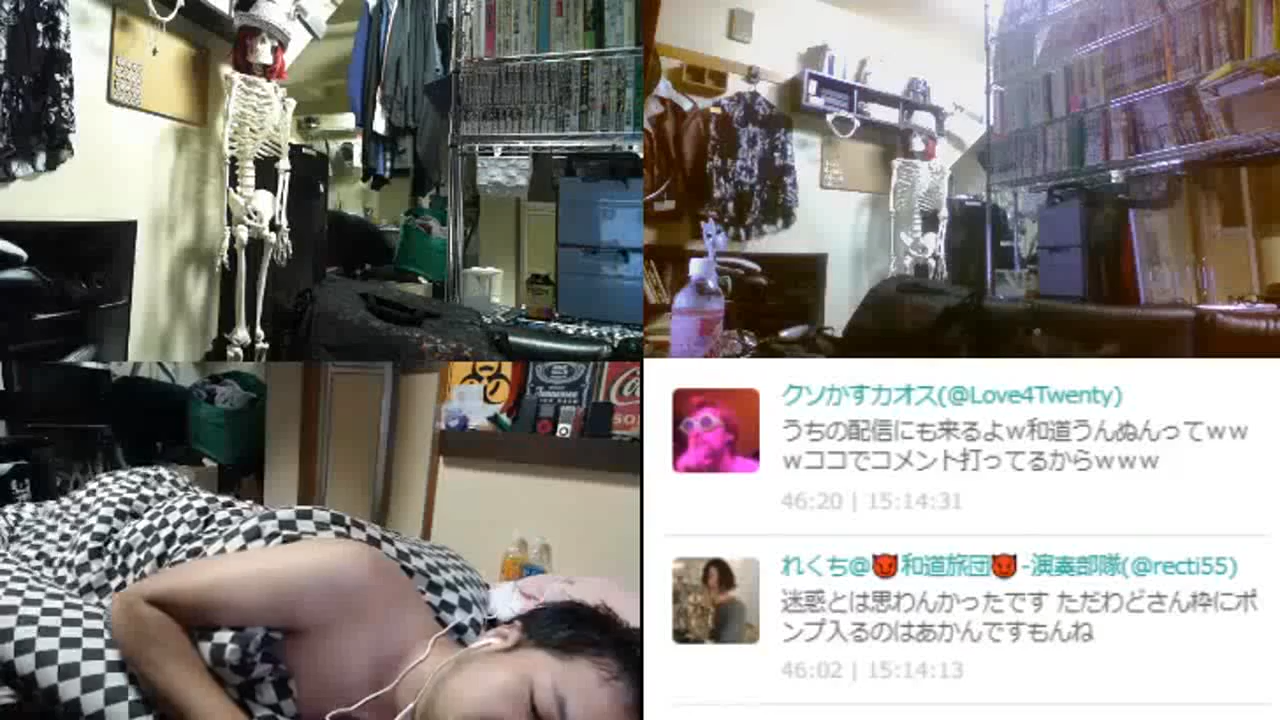 Tennessee
Coca
クソかすカオス(@Love4Twenty)
うちの配信にも来るよｗ和道うんぬんってｗｗ
ｗココでコメント打ってるからｗｗｗ
46:20 | 15:14:31
れくち@👿和道旅団👿-演奏部隊(@recti55)
迷惑とは思わんかったです ただわどさん枠にポ
ンプ入るのはあかんですもんね
46:02 | 15:14:13